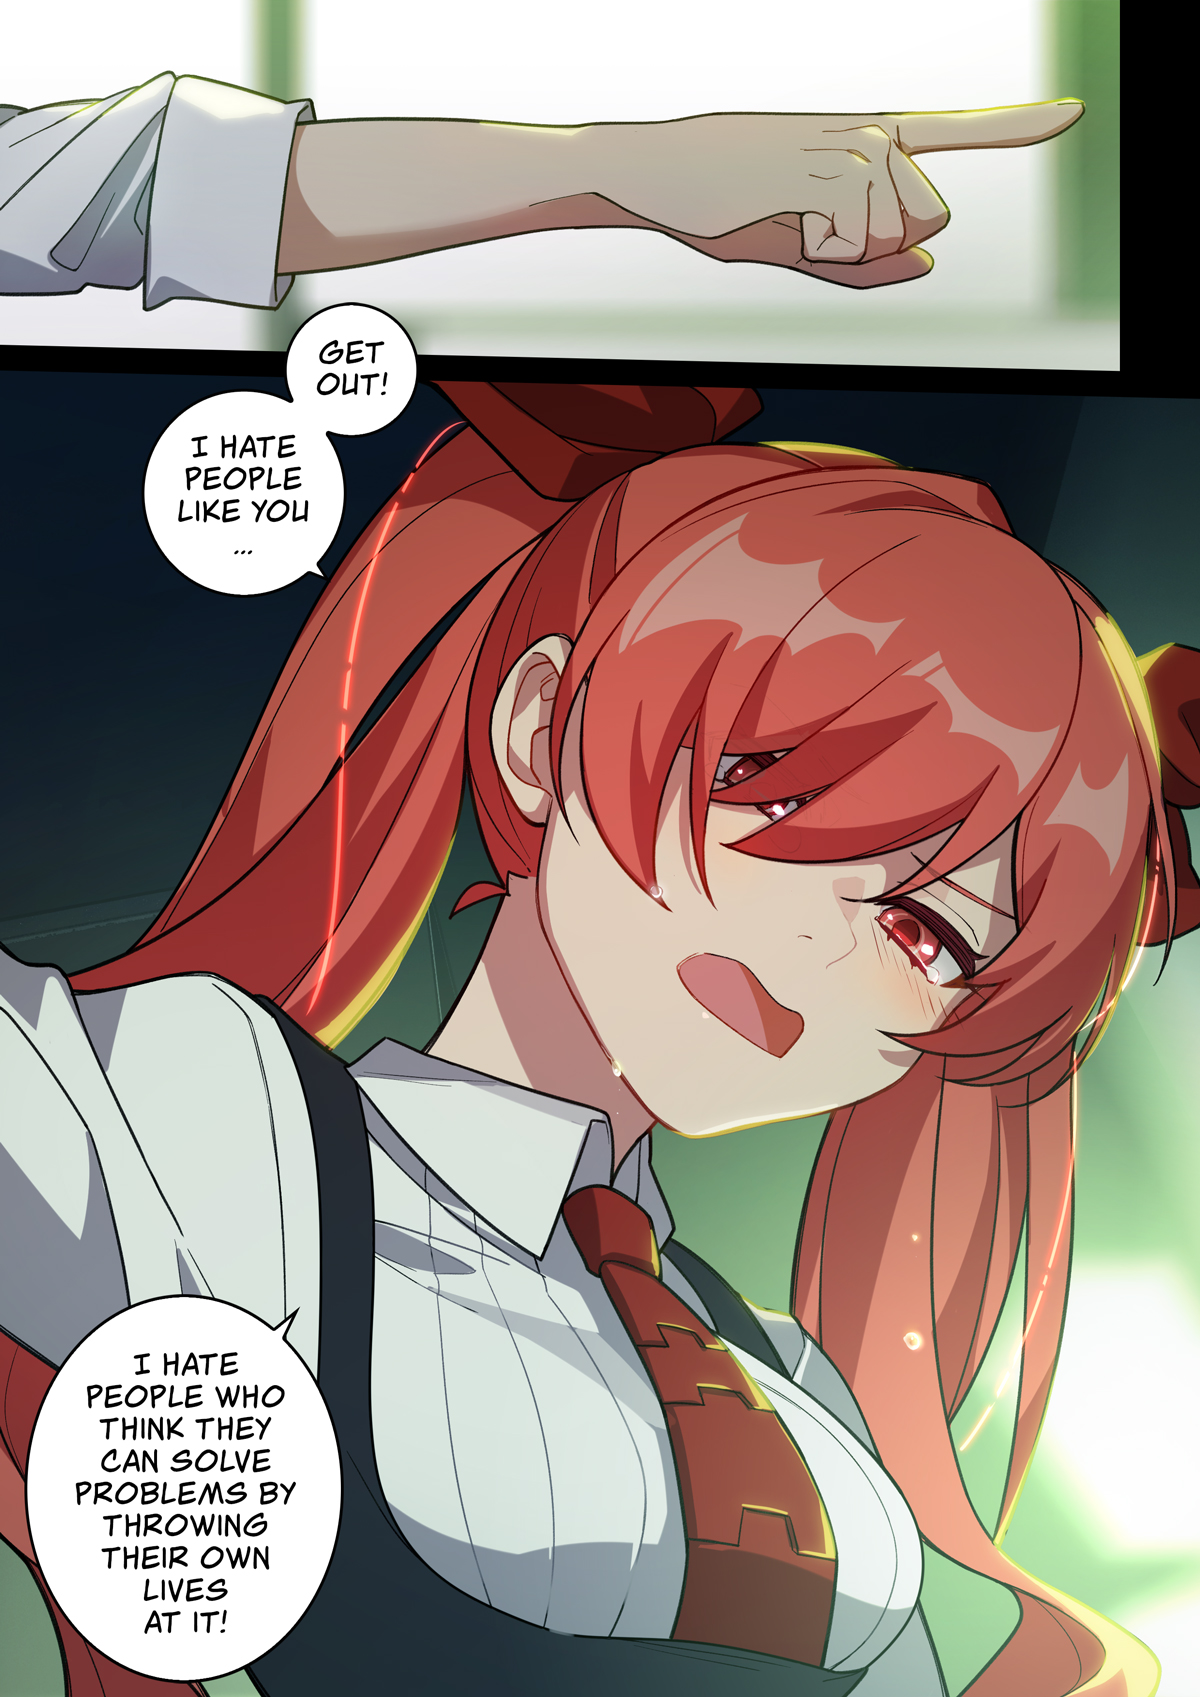 GET
OUT!
I HATE
PEOPLE
LIKE YOU
...
I HATE
PEOPLE WHO
THINK THEY
CAN SOLVE
PROBLEMS BY
THROWING
THEIR OWN
LIVES
AT IT!